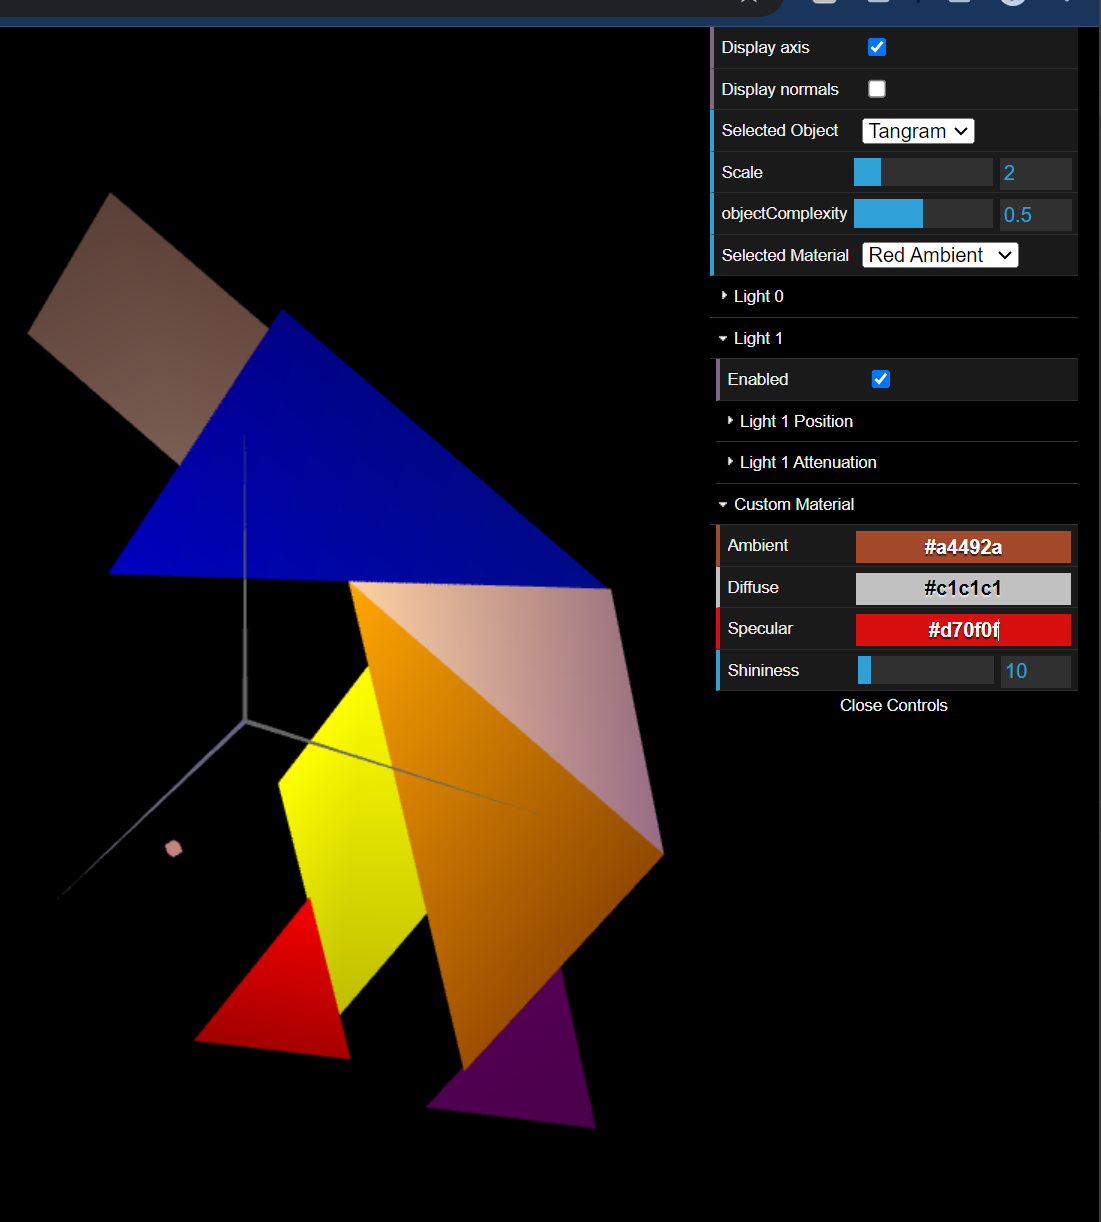 Display axis
Display normals
Selected Object Tangram
Scale 2
objectComplexity 0.5
Selected Material Red Ambient
Light 0
Light 1
Enabled
Light 1 Position
Light 1 Attenuation
Custom Material
Ambient #a4492a
Diffuse #c1c1c1
Specular #d70f0f
Shininess 10
Close Controls